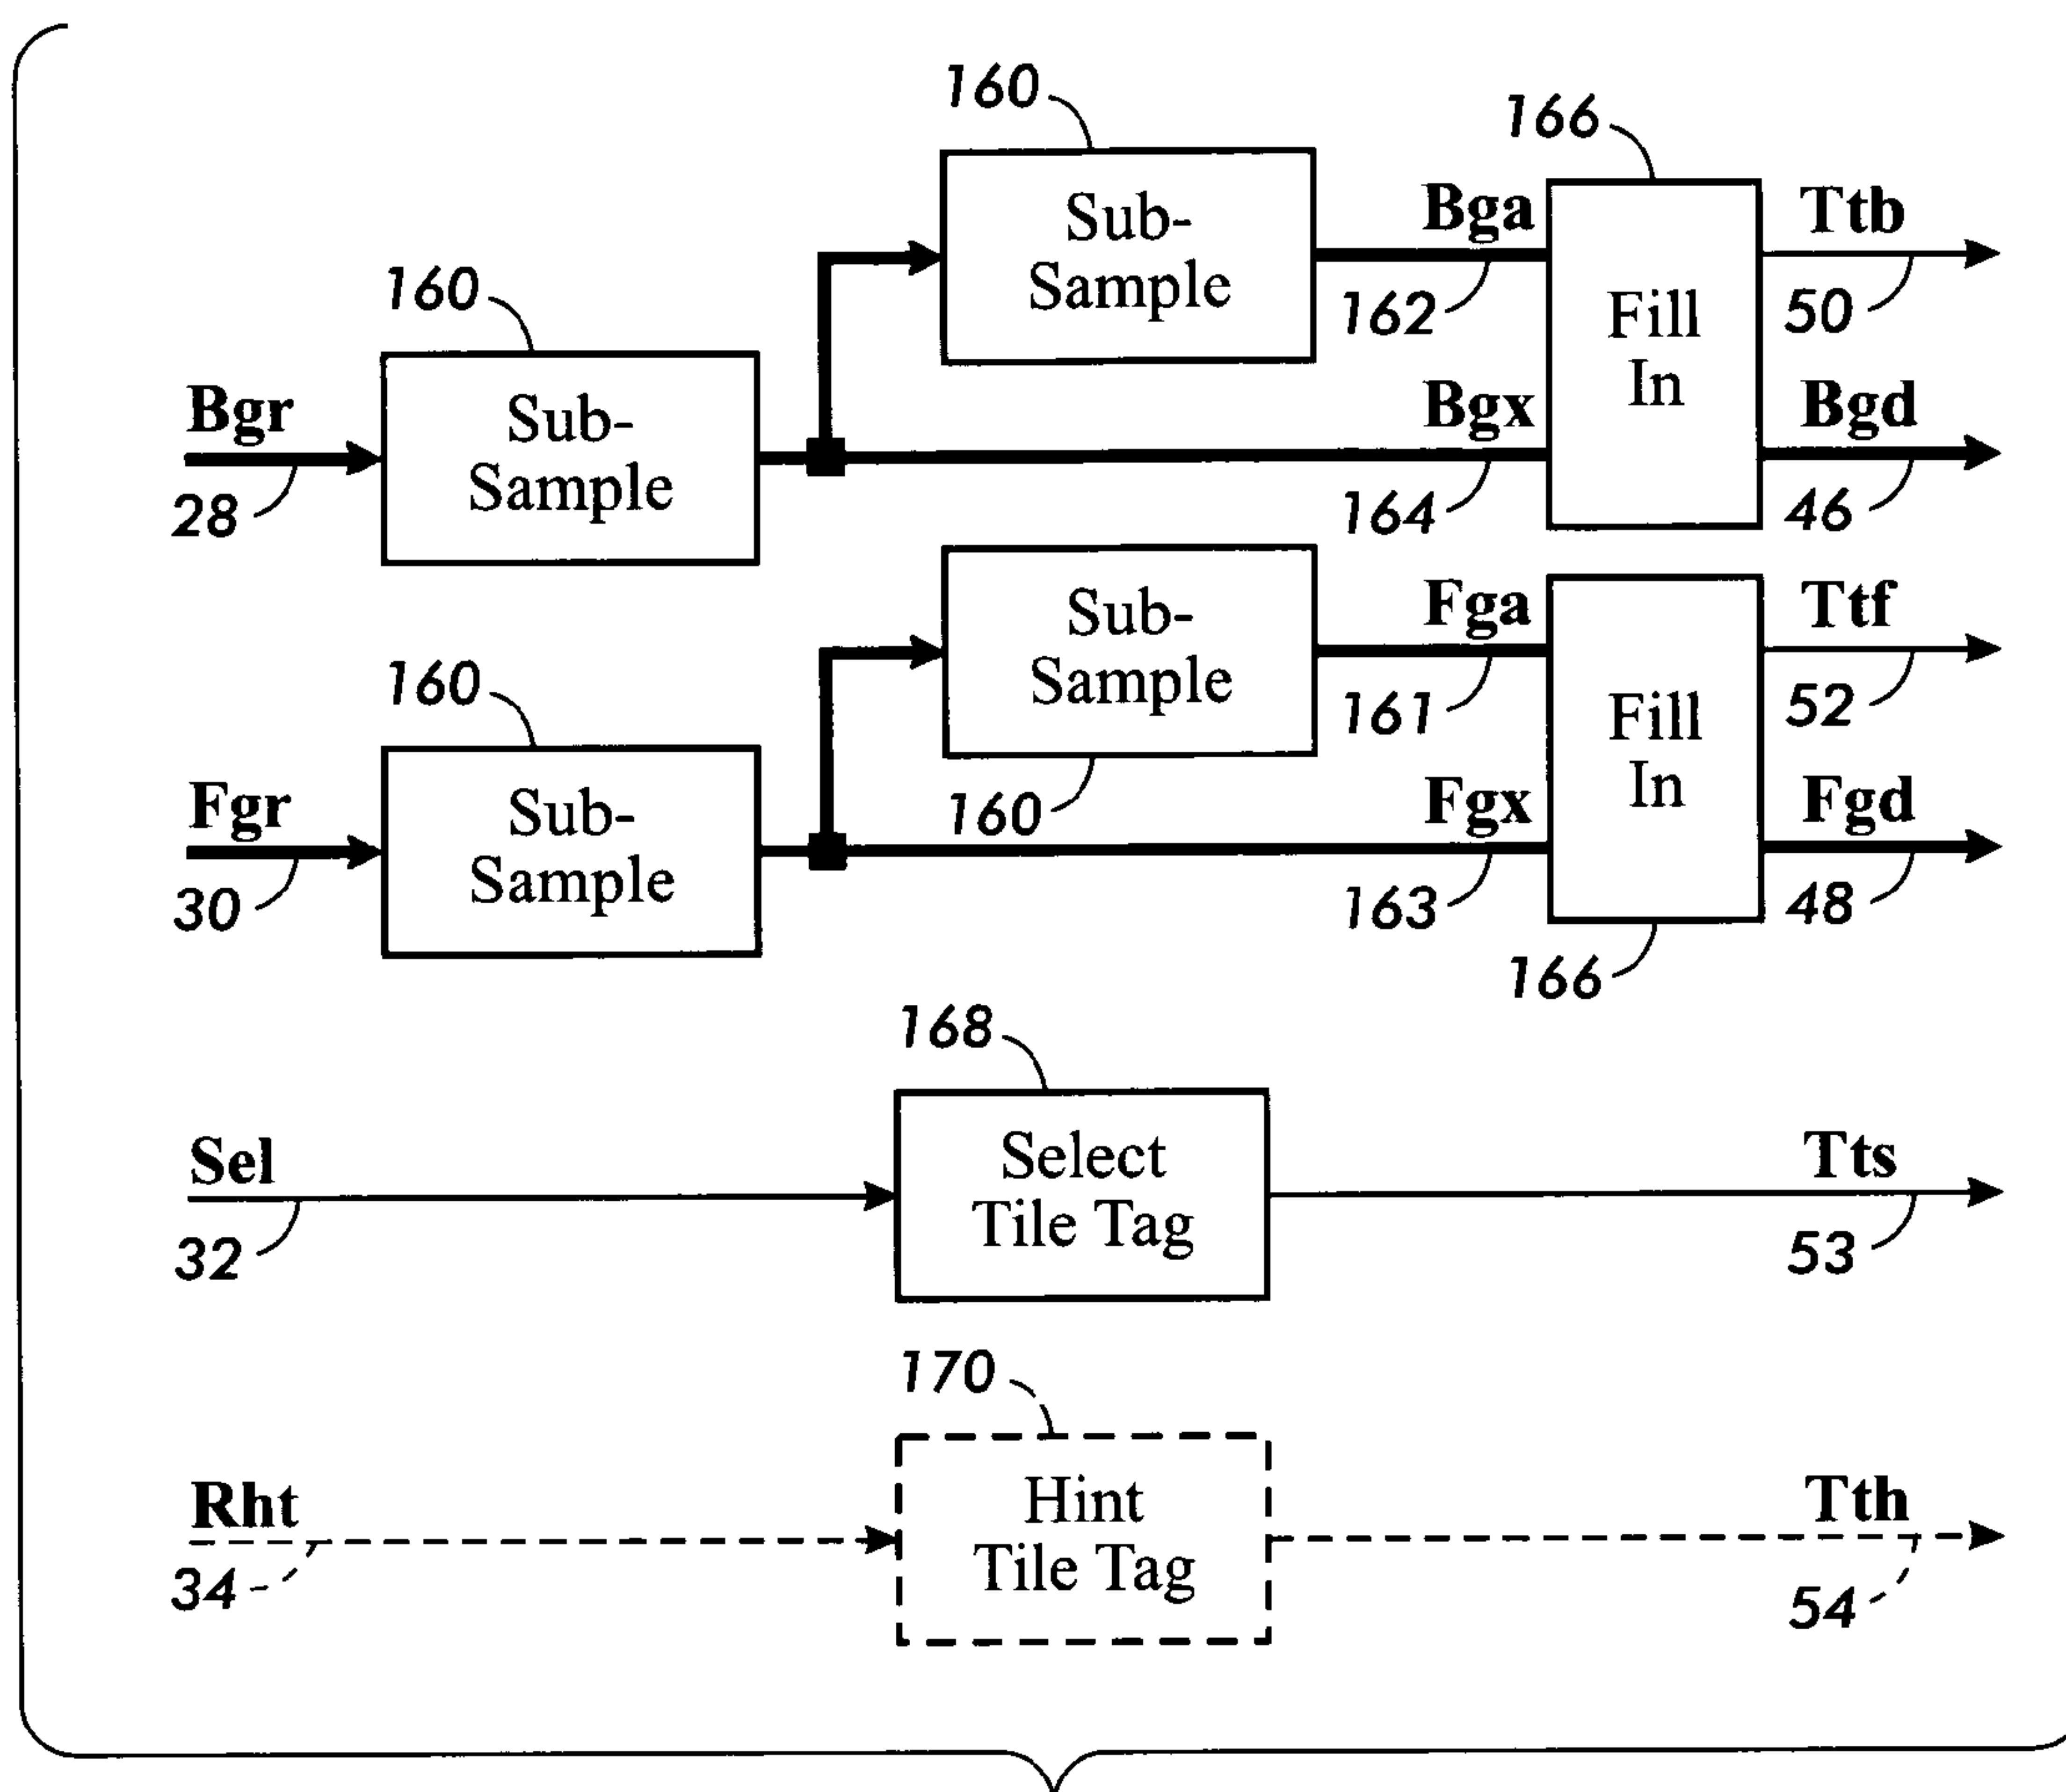 160
166
Sub-
Sample
Bga
Ttb
160
162
Fill
In
50
Bgr
Sub-
Sample
Bgx
Bgd
28
164
46
Sub-
Sample
Fga
Ttf
160
161
Fill
In
52
Fgr
Sub-
Sample
160
Fgx
Fgd
30
163
48
166
168
Sel
Select
Tile Tag
Tts
32
53
170
Rht
Hint
Tile Tag
Tth
34
54